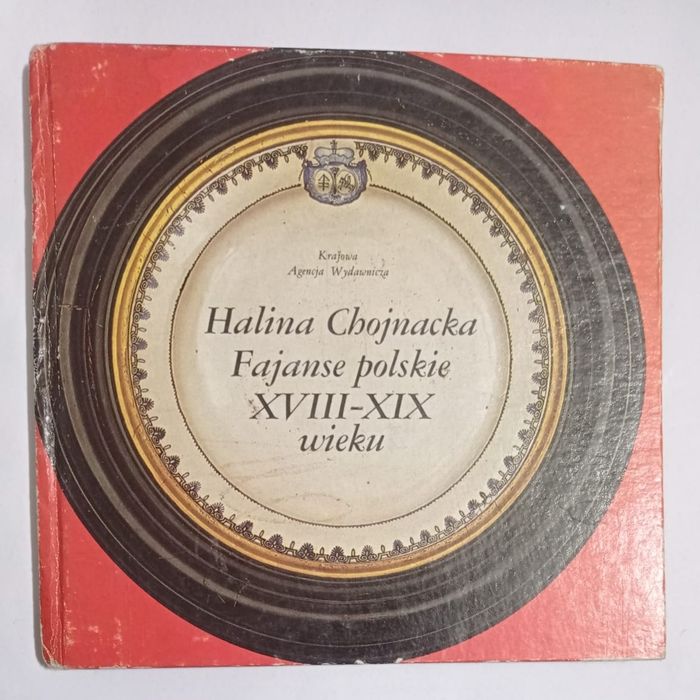 Krajowa
Agencja Wydawnicza
Halina Chojnacka
Fajanse polskie
XVIII-XIX
wieku